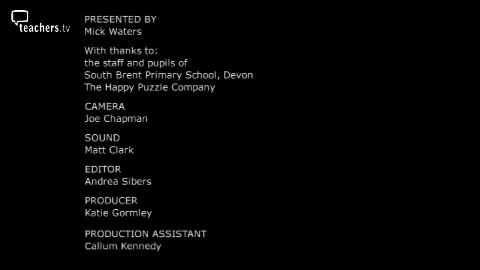 teachers.tv
PRESENTED BY
Mick Waters
With thanks to:
the staff and pupils of
South Brent Primary School, Devon
The Happy Puzzle Company
CAMERA
Joe Chapman
SOUND
Matt Clark
EDITOR
Andrea Sibers
PRODUCER
Katie Gormley
PRODUCTION ASSISTANT
Callum Kennedy